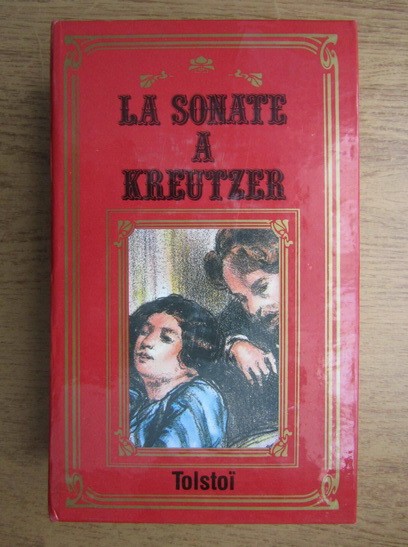 LA SONATE
A
KREUTZER
Tolstoï